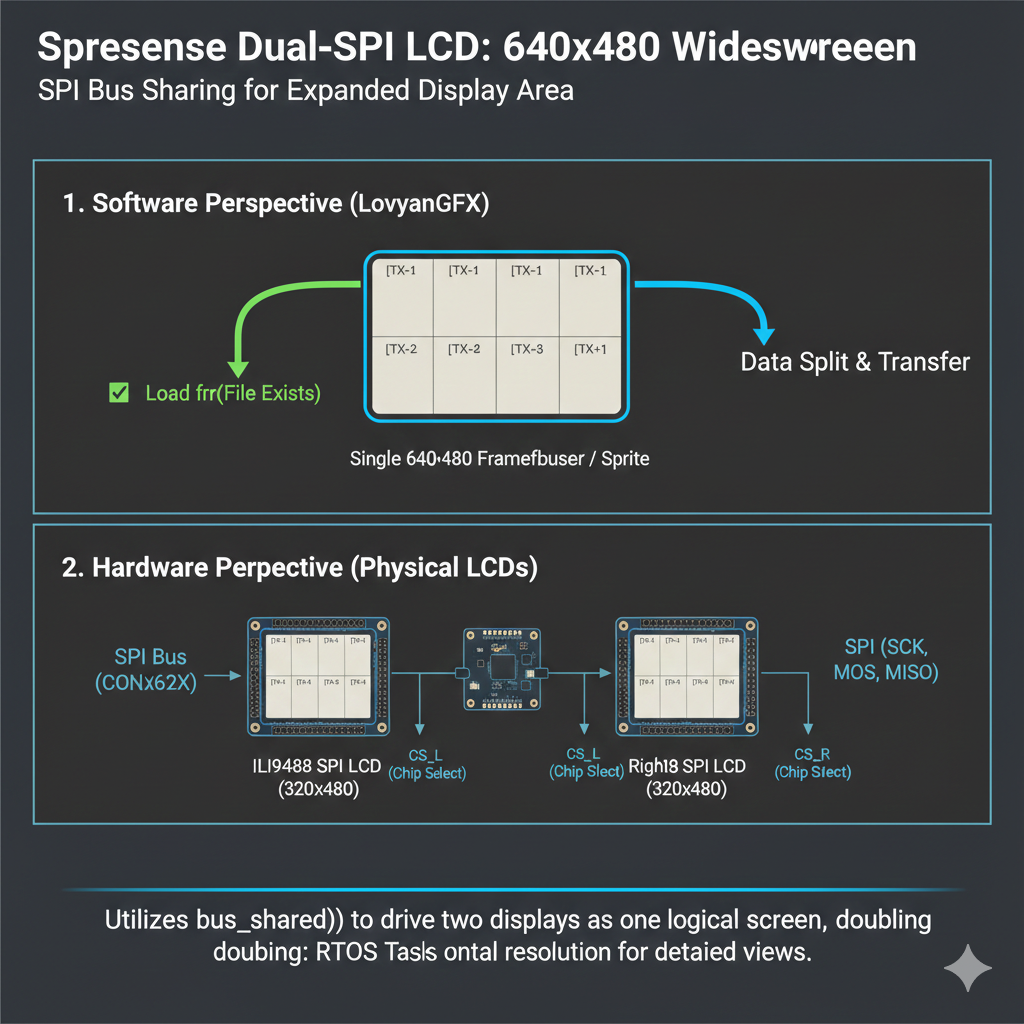 Spresense Dual-SPI LCD: 640x480 Wideswreeen
SPI Bus Sharing for Expanded Display Area
1. Software Perspective (LovyanGFX)
[TX-1 [TX-1 [TX-1 [TX-1
[TX-2 [TX-2 [TX-3 [TX+1
✅ Load frr(File Exists)
Data Split & Transfer
Single 640•480 Framefbuser / Sprite
2. Hardware Perpective (Physical LCDs)
SPI Bus
(CONx62X)
SPI (SCK,
MOS, MISO)
ILI9488 SPI LCD
(320x480)
CS_L
(Chip Select)
CS_L
(Chip Slect)
Righ18 SPI LCD
(320x480)
CS_R
(Chip Sfect)
Utilizes bus_shared)) to drive two displays as one logical screen, doubling
doubing: RTOS Tasls ontal resolution for detaied views.